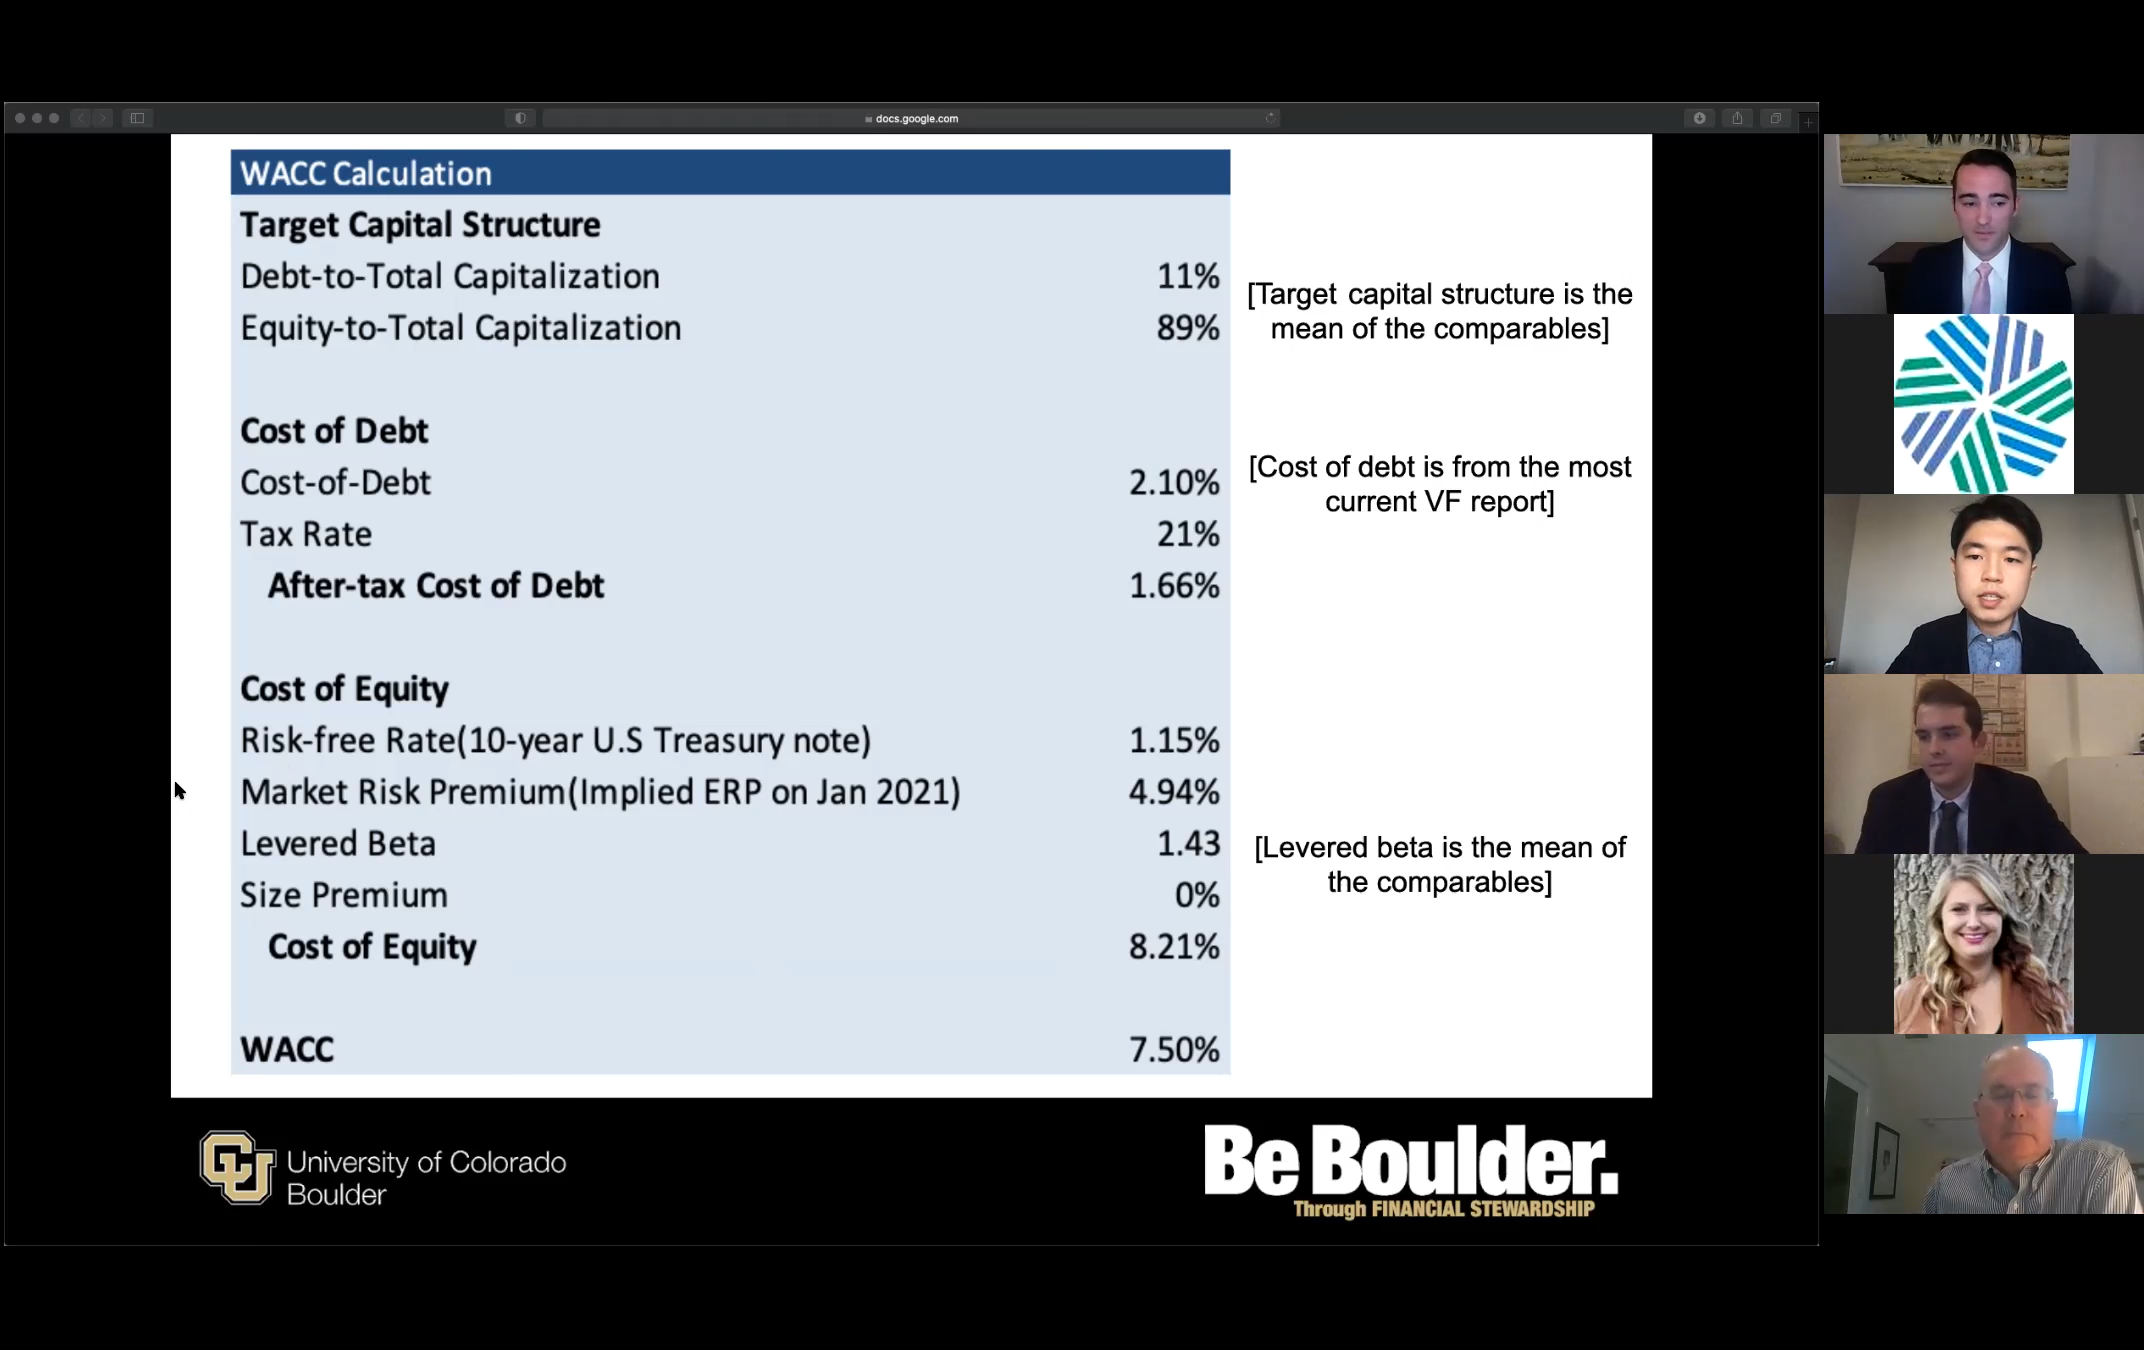 docs.google.com
WACC Calculation
Target Capital Structure
Debt-to-Total Capitalization 11%
Equity-to-Total Capitalization 89%
[Target capital structure is the
mean of the comparables]
Cost of Debt
Cost-of-Debt 2.10%
[Cost of debt is from the most
current VF report]
Tax Rate 21%
After-tax Cost of Debt 1.66%
Cost of Equity
Risk-free Rate(10-year U.S Treasury note) 1.15%
Market Risk Premium(Implied ERP on Jan 2021) 4.94%
Levered Beta 1.43
[Levered beta is the mean of
the comparables]
Size Premium 0%
Cost of Equity 8.21%
WACC 7.50%
CU
University of Colorado
Boulder
Be Boulder.
Through FINANCIAL STEWARDSHIP